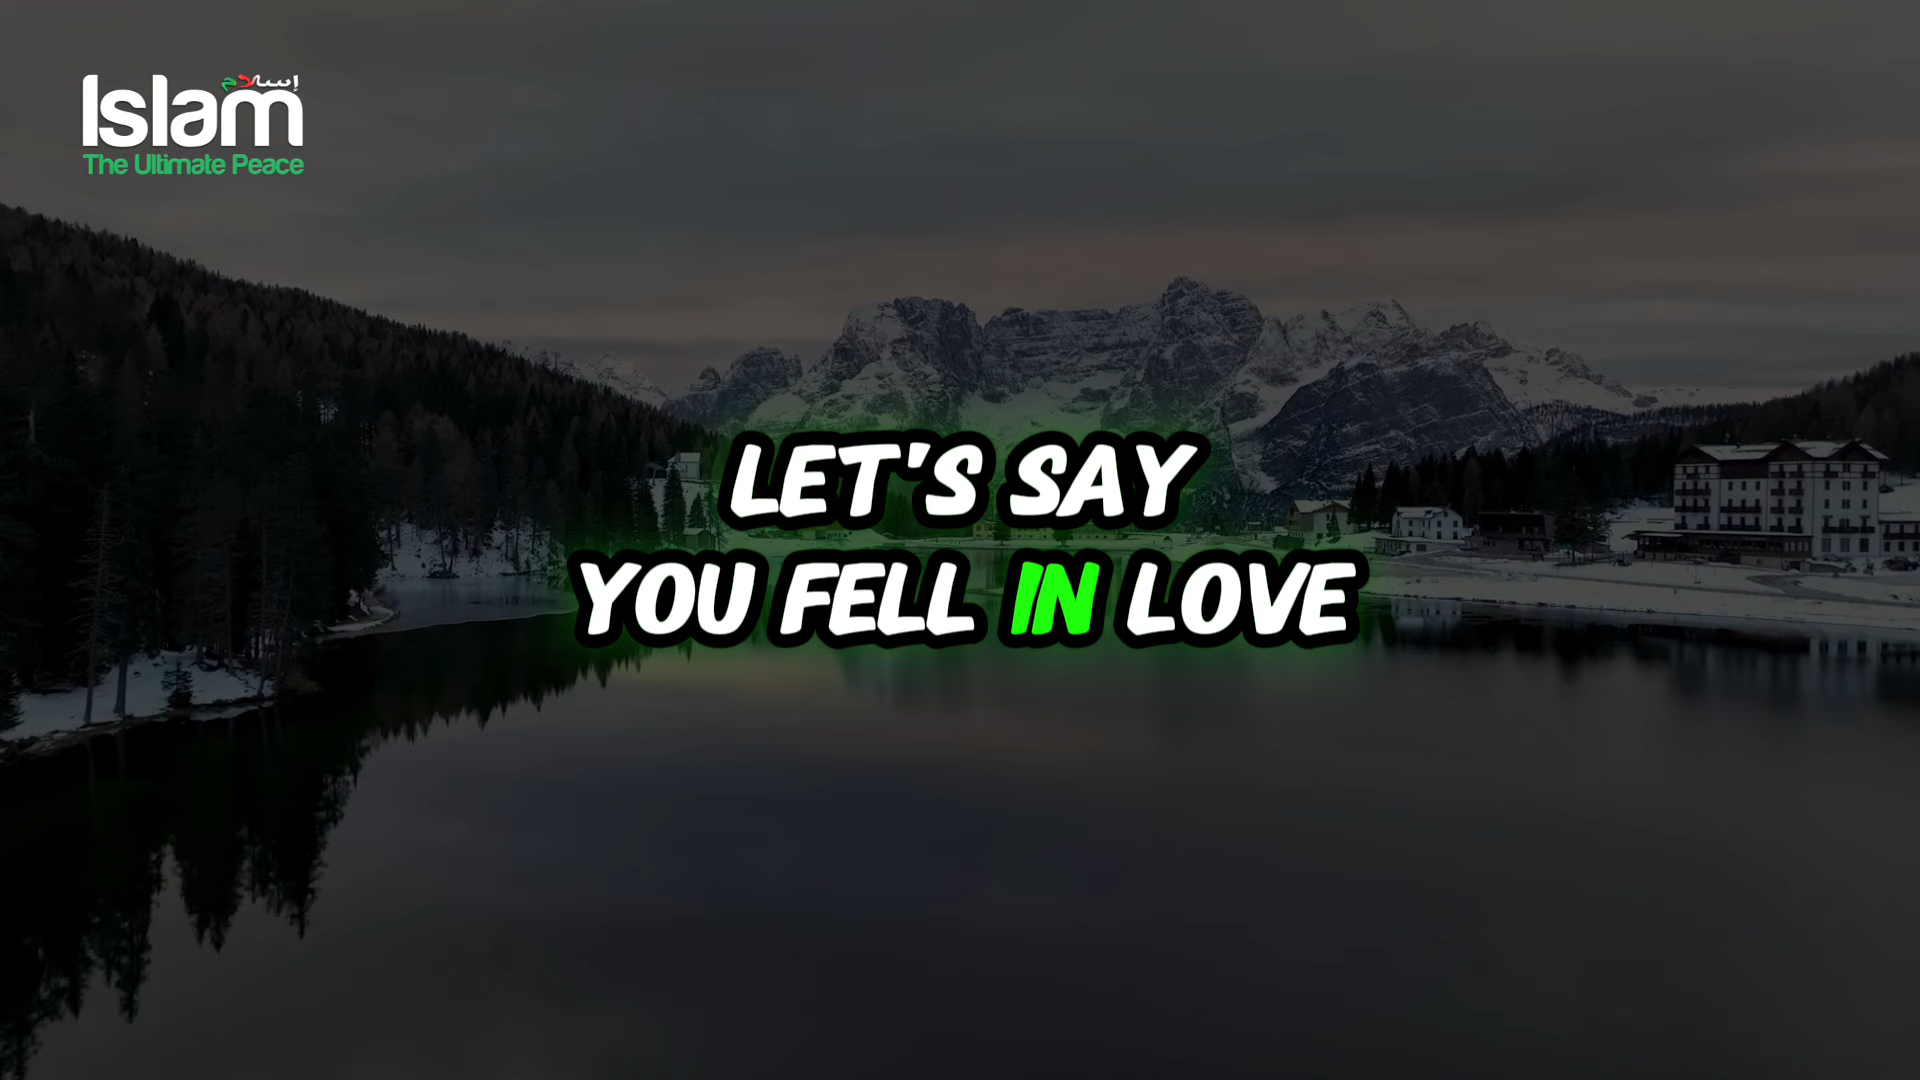 إسلام
Islam
The Ultimate Peace
LET'S SAY
YOU FELL IN LOVE